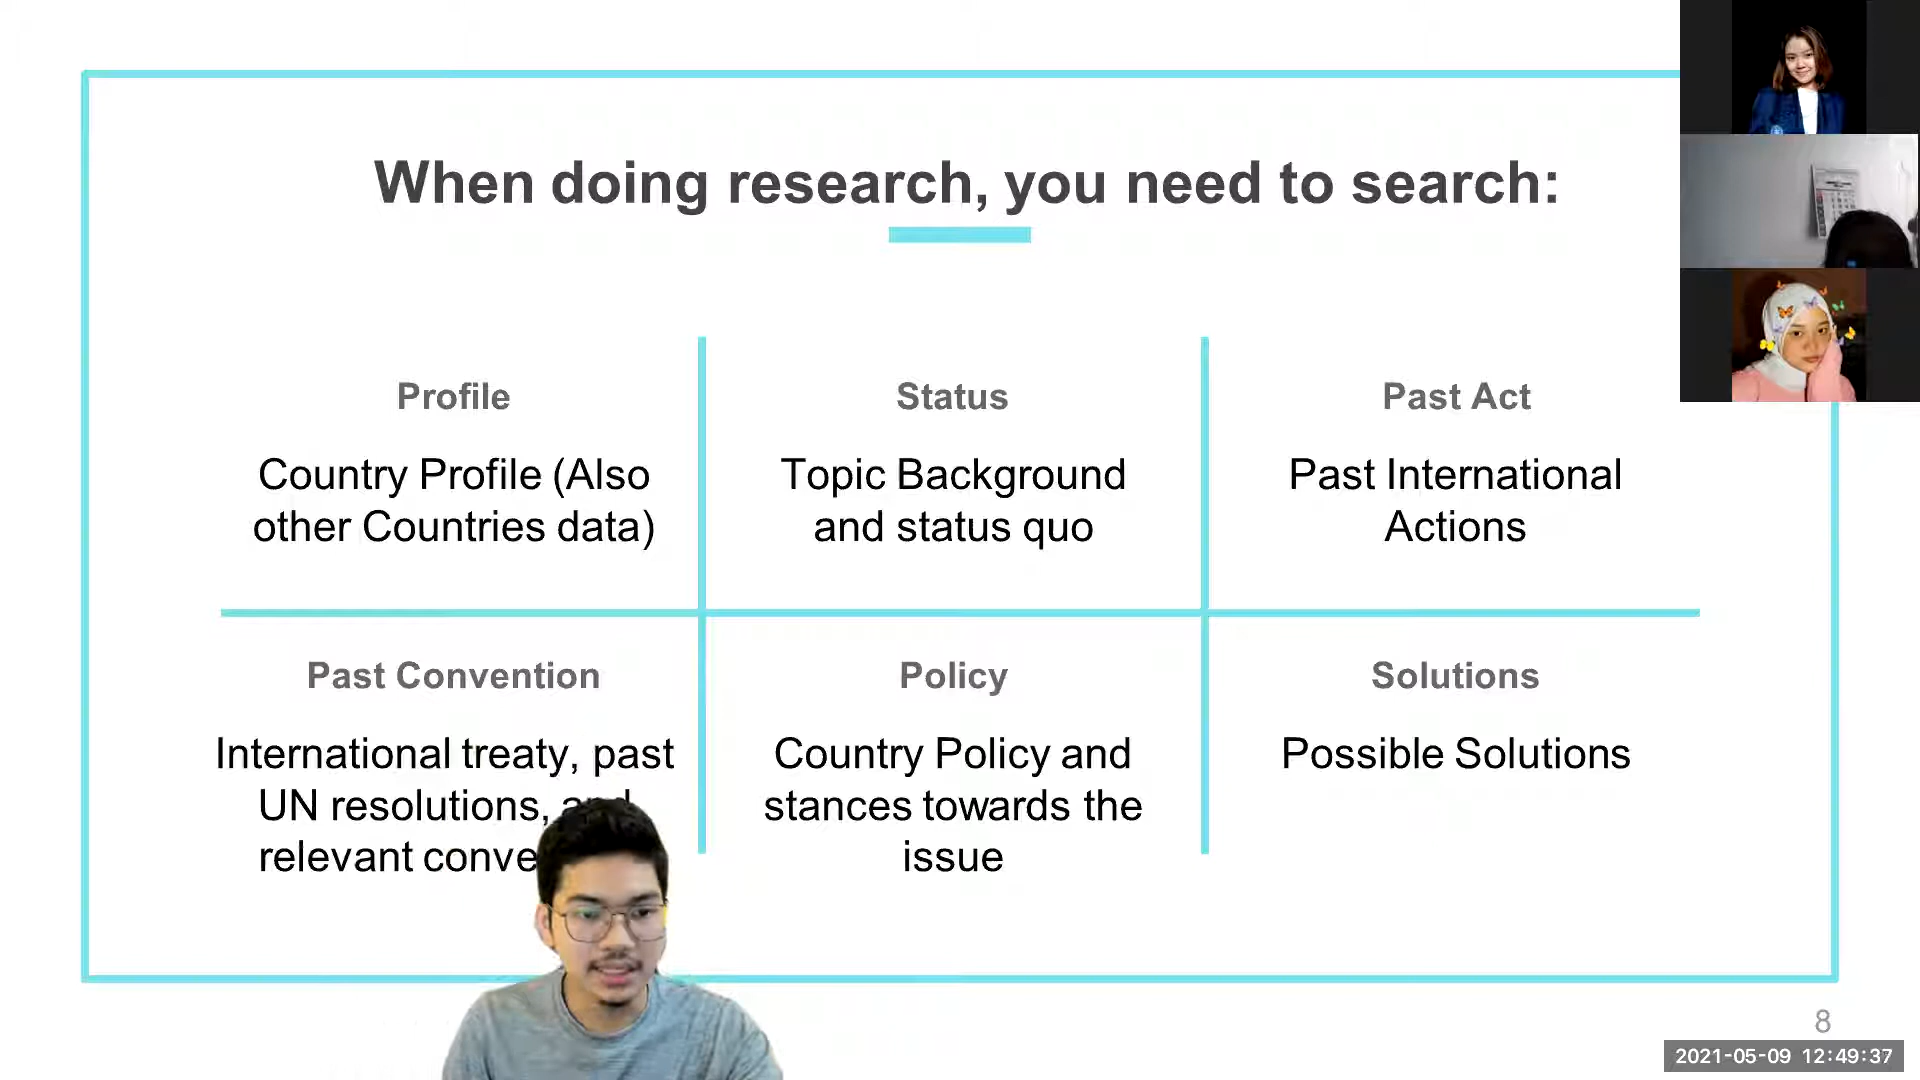 When doing research, you need to search:
Profile
Country Profile (Also
other Countries data)
Status
Topic Background
and status quo
Past Act
Past International
Actions
Past Convention
International treaty, past
UN resolutions,
relevant
Policy
Country Policy and
stances towards the
issue
Solutions
Possible Solutions
8
2021-05-09 12:49:37